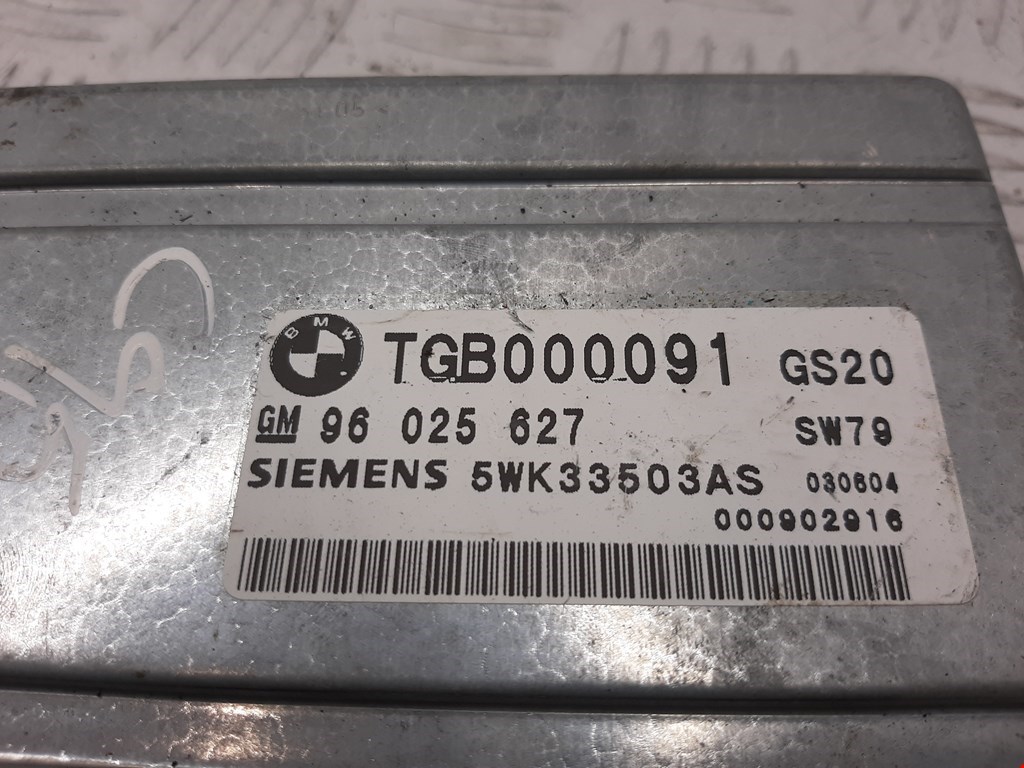 BMW TGB000091 GS20
GM 96 025 627 SW79
SIEMENS 5WK33503AS 030604
000902916